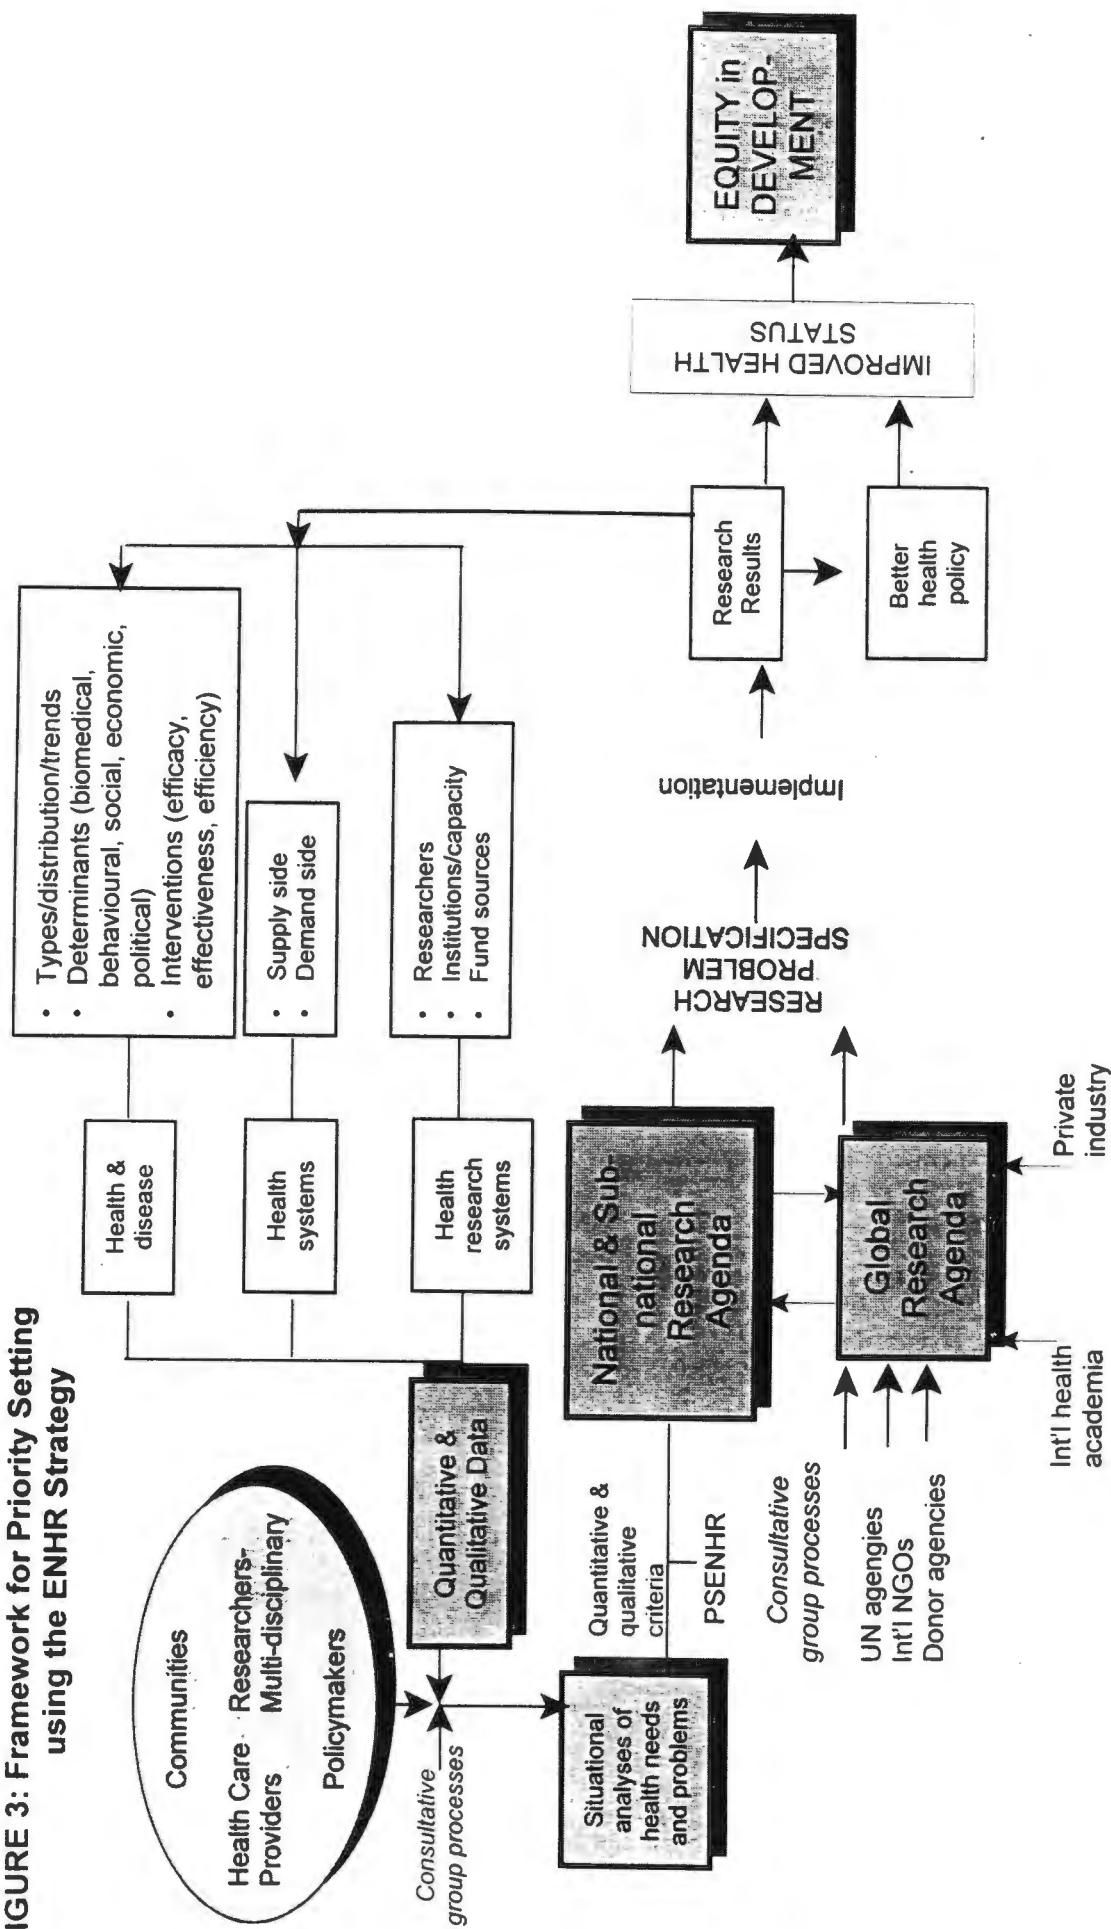 IGURE 3: Framework for Priority Setting
using the ENHR Strategy
Communities
Health Care
Providers
Researchers-
Multi-disciplinary
Policymakers
Consultative
group processes
Quantitative &
Qualitative Data
Health &
disease
• Types/distribution/trends
• Determinants (biomedical,
behavioural, social, economic,
political)
• Interventions (efficacy,
effectiveness, efficiency)
Health
systems
• Supply side
• Demand side
Health
research
systems
• Researchers
• Institutions/capacity
• Fund sources
Situational
analyses of
health needs
and problems
Quantitative &
qualitative
criteria
PSENHR
National & Sub-
national
Research
Agenda
Consultative
group processes
UN agengies
Int'l NGOs
Donor agencies
Global
Research
Agenda
Int'l health
academia
Private
industry
RESEARCH
PROBLEM
SPECIFICATION
Implementation
Research
Results
Better
health
policy
IMPROVED HEALTH
STATUS
EQUITY in
DEVELOP-
MENT